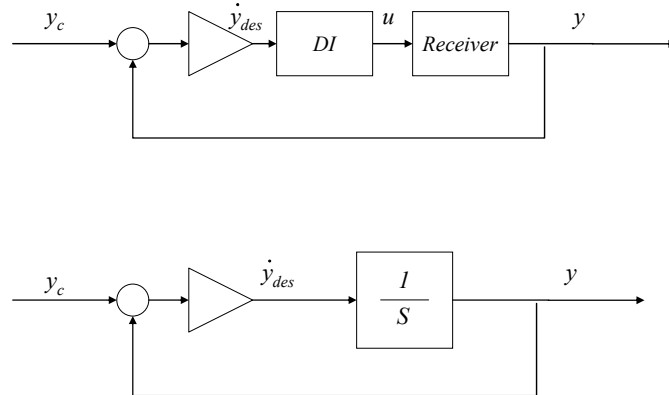 y_c ẏ_des DI u Receiver y
y_c ẏ_des 1/S y